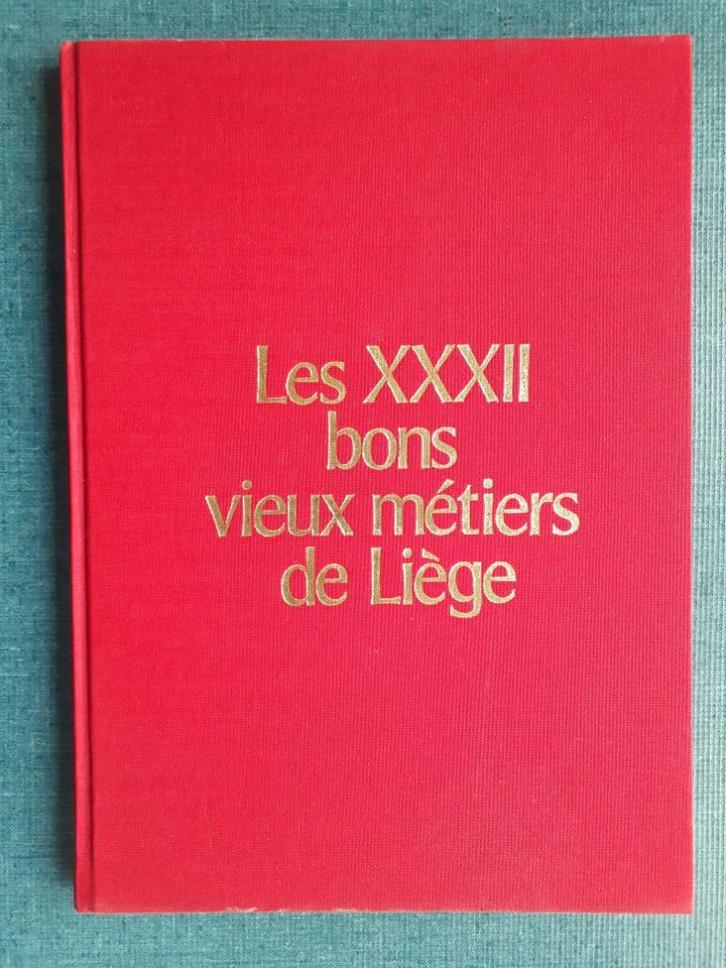 Les XXXII
bons
vieux métiers
de Liège